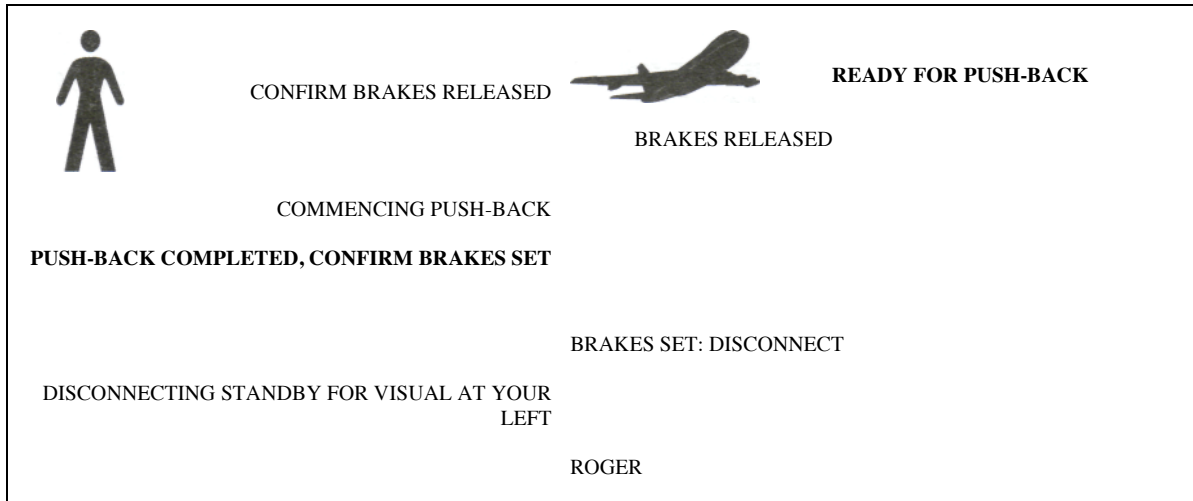 READY FOR PUSH-BACK
CONFIRM BRAKES RELEASED
BRAKES RELEASED
COMMENCING PUSH-BACK
PUSH-BACK COMPLETED, CONFIRM BRAKES SET
BRAKES SET: DISCONNECT
DISCONNECTING STANDBY FOR VISUAL AT YOUR
LEFT
ROGER